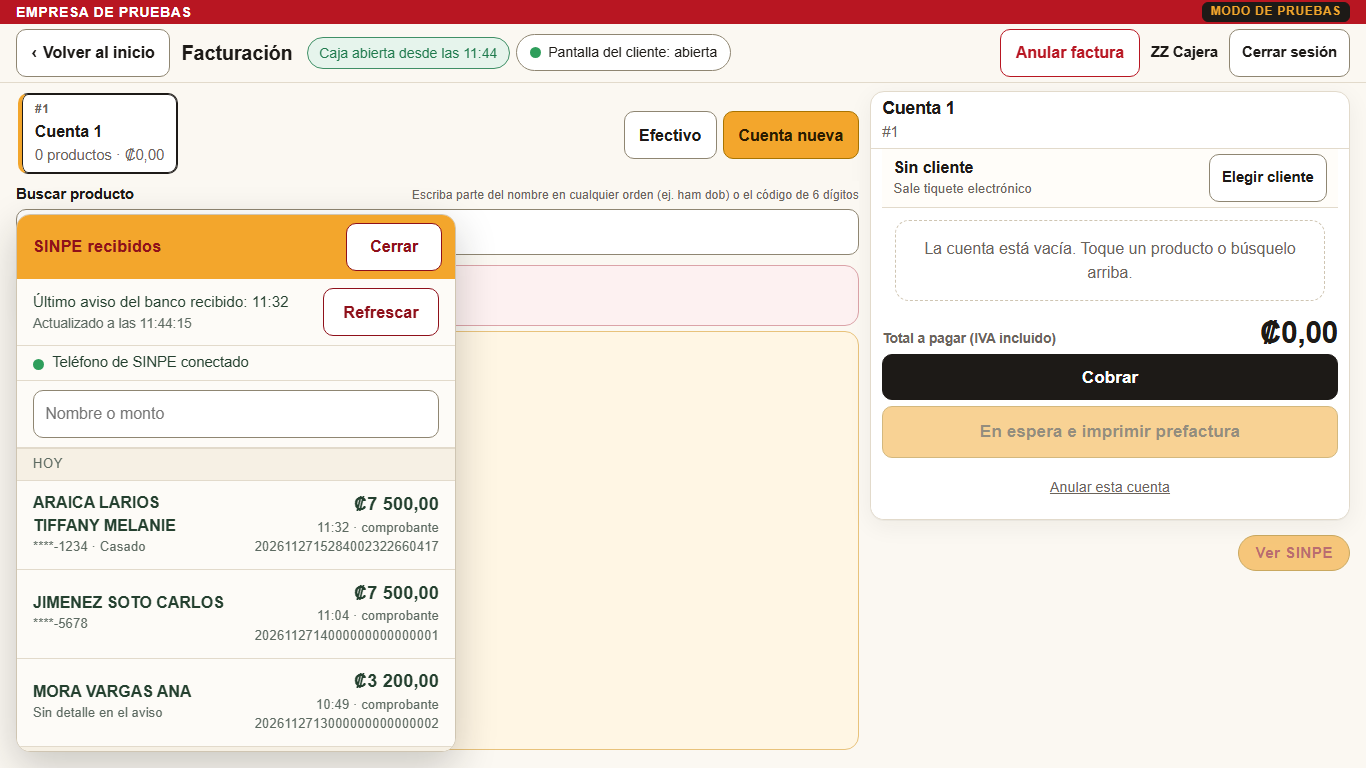 EMPRESA DE PRUEBAS
MODO DE PRUEBAS
‹ Volver al inicio
Facturación
Caja abierta desde las 11:44
Pantalla del cliente: abierta
Anular factura
ZZ Cajera
Cerrar sesión
#1
Cuenta 1
0 productos · ₡0,00
Efectivo
Cuenta nueva
Buscar producto
Escriba parte del nombre en cualquier orden (ej. ham dob) o el código de 6 dígitos
SINPE recibidos
Cerrar
Último aviso del banco recibido: 11:32
Actualizado a las 11:44:15
Refrescar
Teléfono de SINPE conectado
Nombre o monto
HOY
ARAICA LARIOS
TIFFANY MELANIE
****-1234 · Casado
₡7 500,00
11:32 · comprobante
2026112715284002322660417
JIMENEZ SOTO CARLOS
****-5678
₡7 500,00
11:04 · comprobante
2026112714000000000000001
MORA VARGAS ANA
Sin detalle en el aviso
₡3 200,00
10:49 · comprobante
2026112713000000000000002
Cuenta 1
#1
Sin cliente
Sale tiquete electrónico
Elegir cliente
La cuenta está vacía. Toque un producto o búsquelo
arriba.
Total a pagar (IVA incluido)
₡0,00
Cobrar
En espera e imprimir prefactura
Anular esta cuenta
Ver SINPE